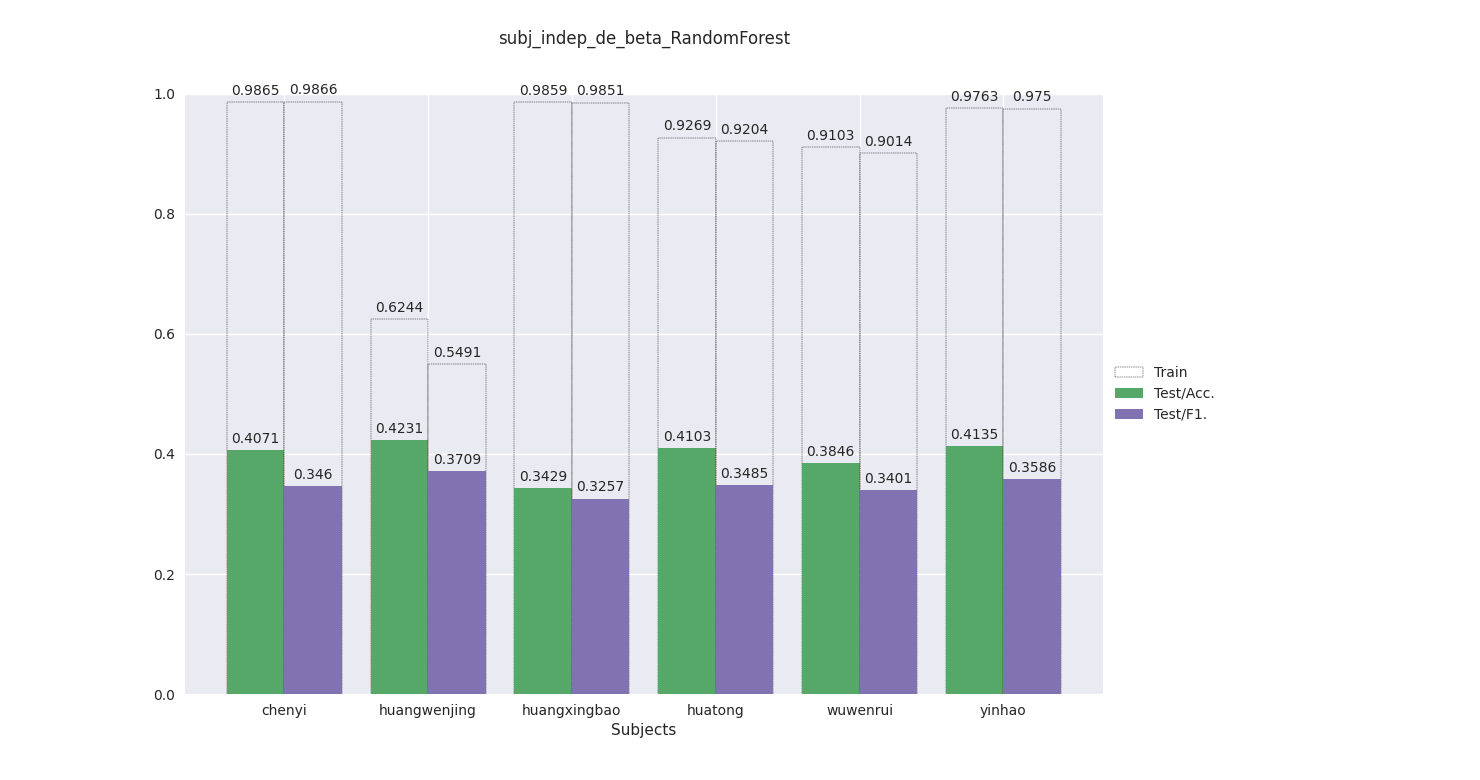 subj_indep_de_beta_RandomForest
0.9865 0.9866 0.9859 0.9851 0.9763 0.975
1.0
0.9269 0.9204 0.9103 0.9014
0.8
0.6244
0.6
0.5491
Train
Test/Acc.
Test/F1.
0.4071 0.4231 0.4103 0.4135
0.4
0.346 0.3709 0.3429 0.3257 0.3485 0.3846 0.3401 0.3586
0.2
0.0
chenyi huangwenjing huangxingbao huatong wuwenrui yinhao
Subjects